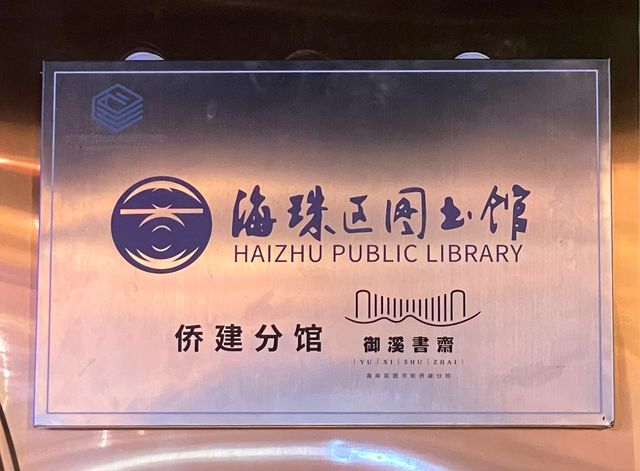 海珠区图书馆
HAIZHU PUBLIC LIBRARY
侨建分馆
御溪書齋
|YU|XI|SHU|ZHAI|
海珠区图书馆侨建分馆